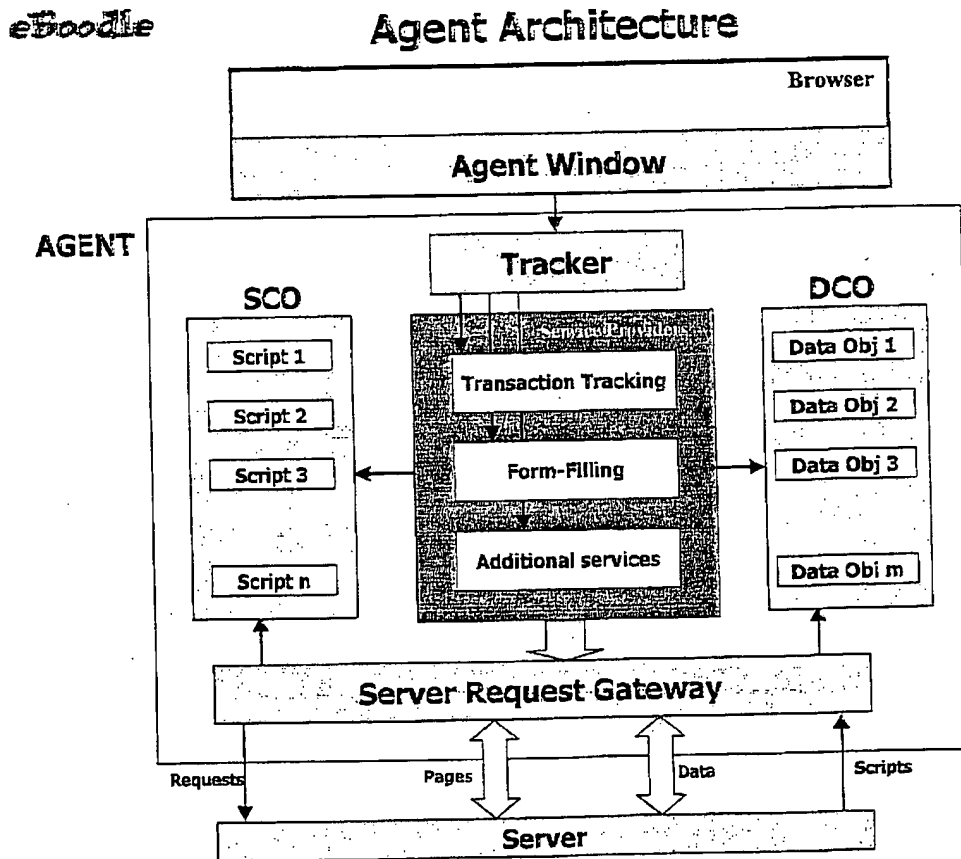 eBoodle
Agent Architecture
Browser
Agent Window
AGENT
Tracker
SCO
DCO
Service Providers
Script 1
Script 2
Script 3
Script n
Transaction Tracking
Form-Filling
Additional services
Data Obj 1
Data Obj 2
Data Obj 3
Data Obj m
Server Request Gateway
Requests
Pages
Data
Scripts
Server